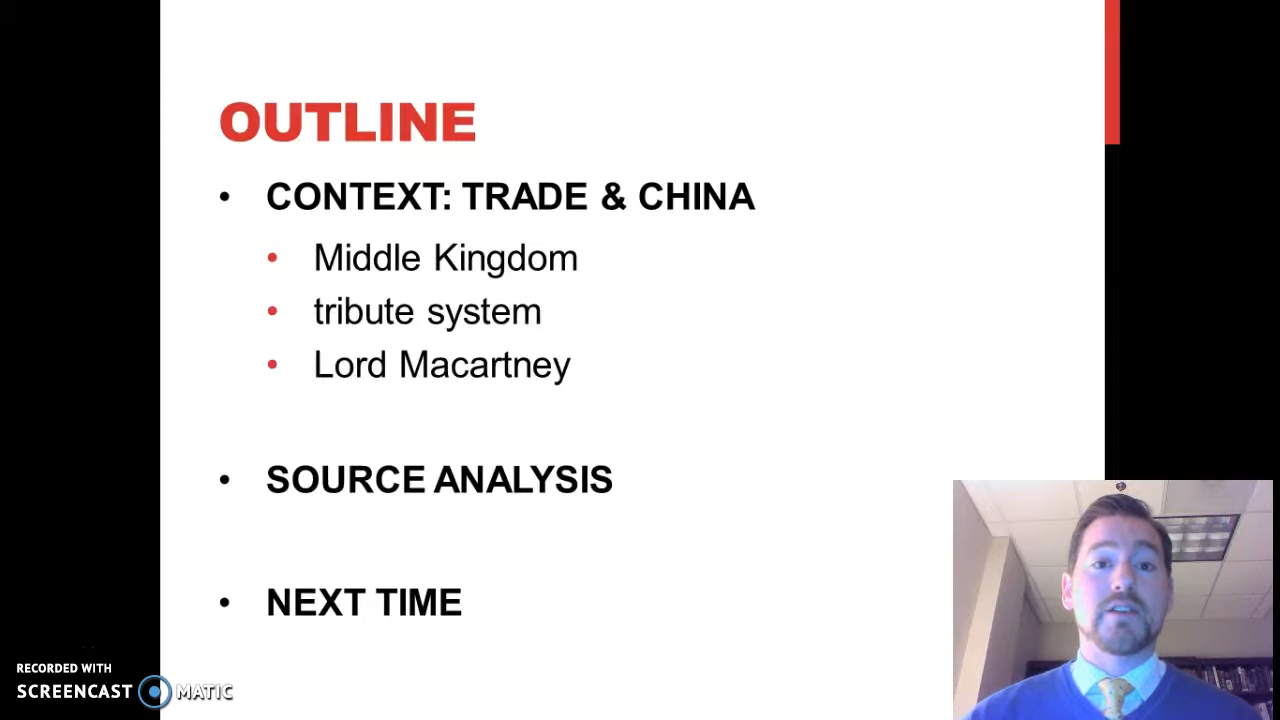 OUTLINE
• CONTEXT: TRADE & CHINA
• Middle Kingdom
• tribute system
• Lord Macartney
• SOURCE ANALYSIS
• NEXT TIME
RECORDED WITH
SCREENCAST MATIC